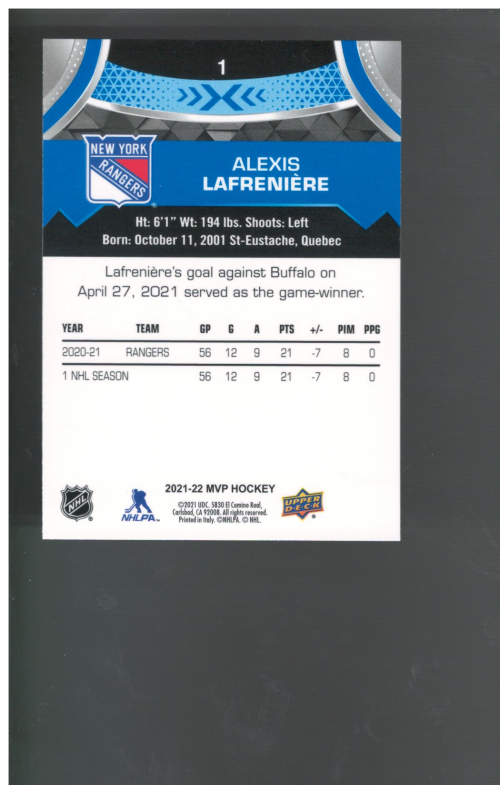 1
NEW YORK
RANGERS
ALEXIS
LAFRENIÈRE
Ht: 6'1" Wt: 194 lbs. Shoots: Left
Born: October 11, 2001 St-Eustache, Quebec
Lafrenière's goal against Buffalo on
April 27, 2021 served as the game-winner.
YEAR TEAM GP G A PTS +/- PIM PPG
2020-21 RANGERS 56 12 9 21 -7 8 0
1 NHL SEASON 56 12 9 21 -7 8 0
2021-22 MVP HOCKEY
©2021 UDC. 5830 El Camino Real,
Carlsbad, CA 92008. All rights reserved.
Printed in Italy. ©NHLPA. © NHL.
NHL
NHLPA
UPPER
DECK